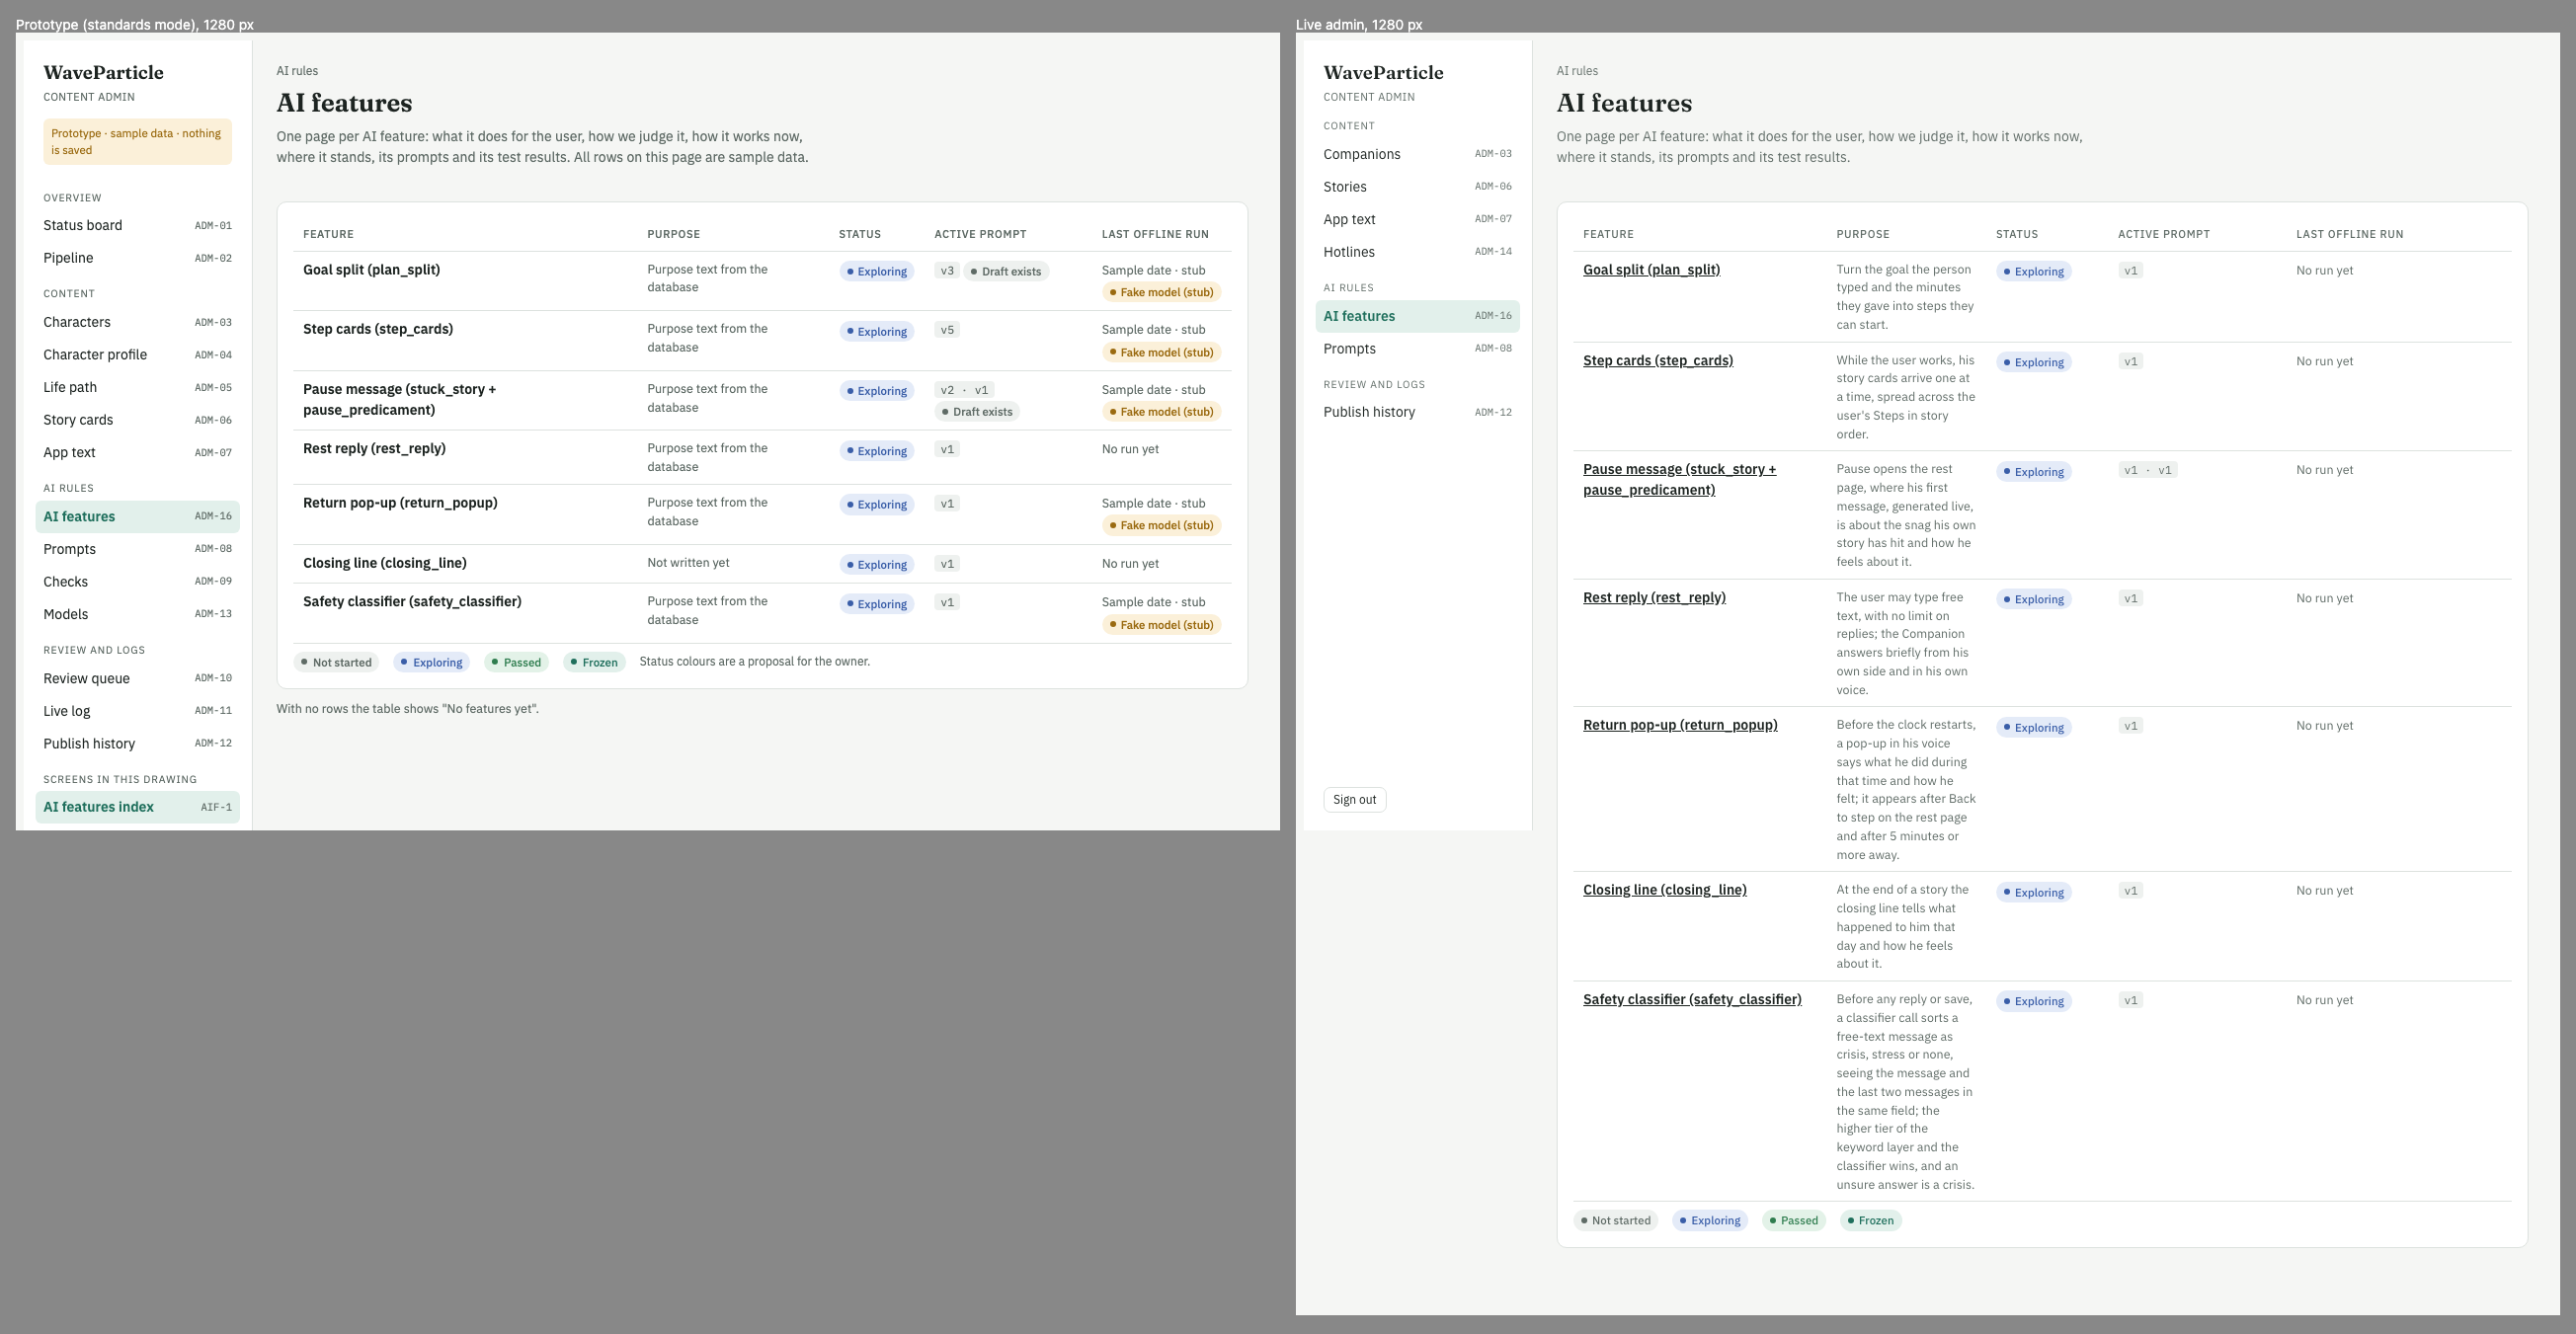 Prototype (standards mode), 1280 px
WaveParticle
CONTENT ADMIN
Prototype · sample data · nothing
is saved
OVERVIEW
Status board ADM-01
Pipeline ADM-02
CONTENT
Characters ADM-03
Character profile ADM-04
Life path ADM-05
Story cards ADM-06
App text ADM-07
AI RULES
AI features ADM-16
Prompts ADM-08
Checks ADM-09
Models ADM-13
REVIEW AND LOGS
Review queue ADM-10
Live log ADM-11
Publish history ADM-12
SCREENS IN THIS DRAWING
AI features index AIF-1
AI rules
AI features
One page per AI feature: what it does for the user, how we judge it, how it works now,
where it stands, its prompts and its test results. All rows on this page are sample data.
FEATURE PURPOSE STATUS ACTIVE PROMPT LAST OFFLINE RUN
Goal split (plan_split) Purpose text from the Exploring v3 Draft exists Sample date · stub
database Fake model (stub)
Step cards (step_cards) Purpose text from the Exploring v5 Sample date · stub
database Fake model (stub)
Pause message (stuck_story + Purpose text from the Exploring v2 · v1 Sample date · stub
pause_predicament) database Draft exists Fake model (stub)
Rest reply (rest_reply) Purpose text from the Exploring v1 No run yet
database
Return pop-up (return_popup) Purpose text from the Exploring v1 Sample date · stub
database Fake model (stub)
Closing line (closing_line) Not written yet Exploring v1 No run yet
Safety classifier (safety_classifier) Purpose text from the Exploring v1 Sample date · stub
database Fake model (stub)
Not started Exploring Passed Frozen Status colours are a proposal for the owner.
With no rows the table shows "No features yet".
Live admin, 1280 px
WaveParticle
CONTENT ADMIN
CONTENT
Companions ADM-03
Stories ADM-06
App text ADM-07
Hotlines ADM-14
AI RULES
AI features ADM-16
Prompts ADM-08
REVIEW AND LOGS
Publish history ADM-12
Sign out
AI rules
AI features
One page per AI feature: what it does for the user, how we judge it, how it works now,
where it stands, its prompts and its test results.
FEATURE PURPOSE STATUS ACTIVE PROMPT LAST OFFLINE RUN
Goal split (plan_split) Turn the goal the person Exploring v1 No run yet
typed and the minutes
they gave into steps they
can start.
Step cards (step_cards) While the user works, his Exploring v1 No run yet
story cards arrive one at
a time, spread across the
user's Steps in story
order.
Pause message (stuck_story + Pause opens the rest Exploring v1 · v1 No run yet
pause_predicament) page, where his first
message, generated live,
is about the snag his own
story has hit and how he
feels about it.
Rest reply (rest_reply) The user may type free Exploring v1 No run yet
text, with no limit on
replies; the Companion
answers briefly from his
own side and in his own
voice.
Return pop-up (return_popup) Before the clock restarts, Exploring v1 No run yet
a pop-up in his voice
says what he did during
that time and how he
felt; it appears after Back
to step on the rest page
and after 5 minutes or
more away.
Closing line (closing_line) At the end of a story the Exploring v1 No run yet
closing line tells what
happened to him that
day and how he feels
about it.
Safety classifier (safety_classifier) Before any reply or save, Exploring v1 No run yet
a classifier call sorts a
free-text message as
crisis, stress or none,
seeing the message and
the last two messages in
the same field; the
higher tier of the
keyword layer and the
classifier wins, and an
unsure answer is a crisis.
Not started Exploring Passed Frozen